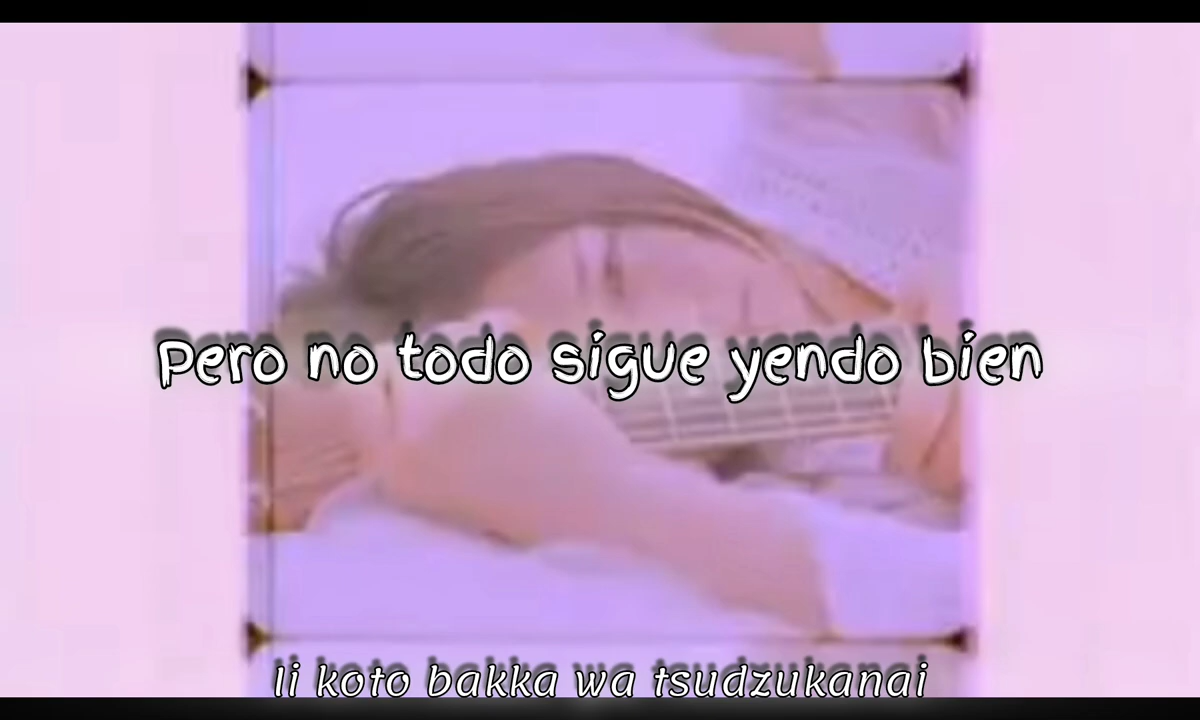 Pero no todo sigue yendo bien
Ii koto bakka wa tsudzukanai